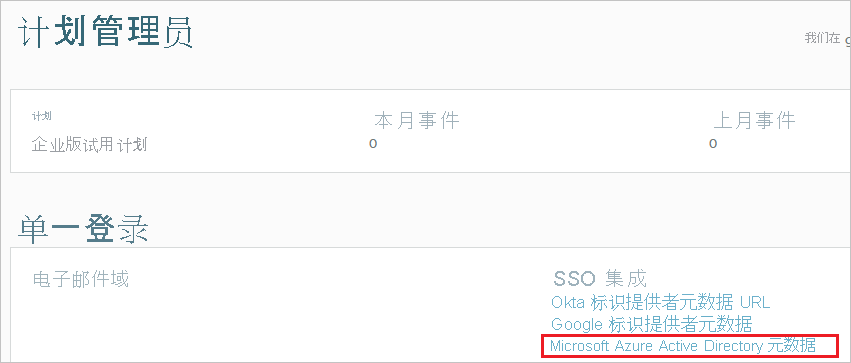 计划管理员
我们在 g
计划
本月事件
上月事件
企业版试用计划
0
0
单一登录
电子邮件域
SSO 集成
Okta 标识提供者元数据 URL
Google 标识提供者元数据
Microsoft Azure Active Directory 元数据